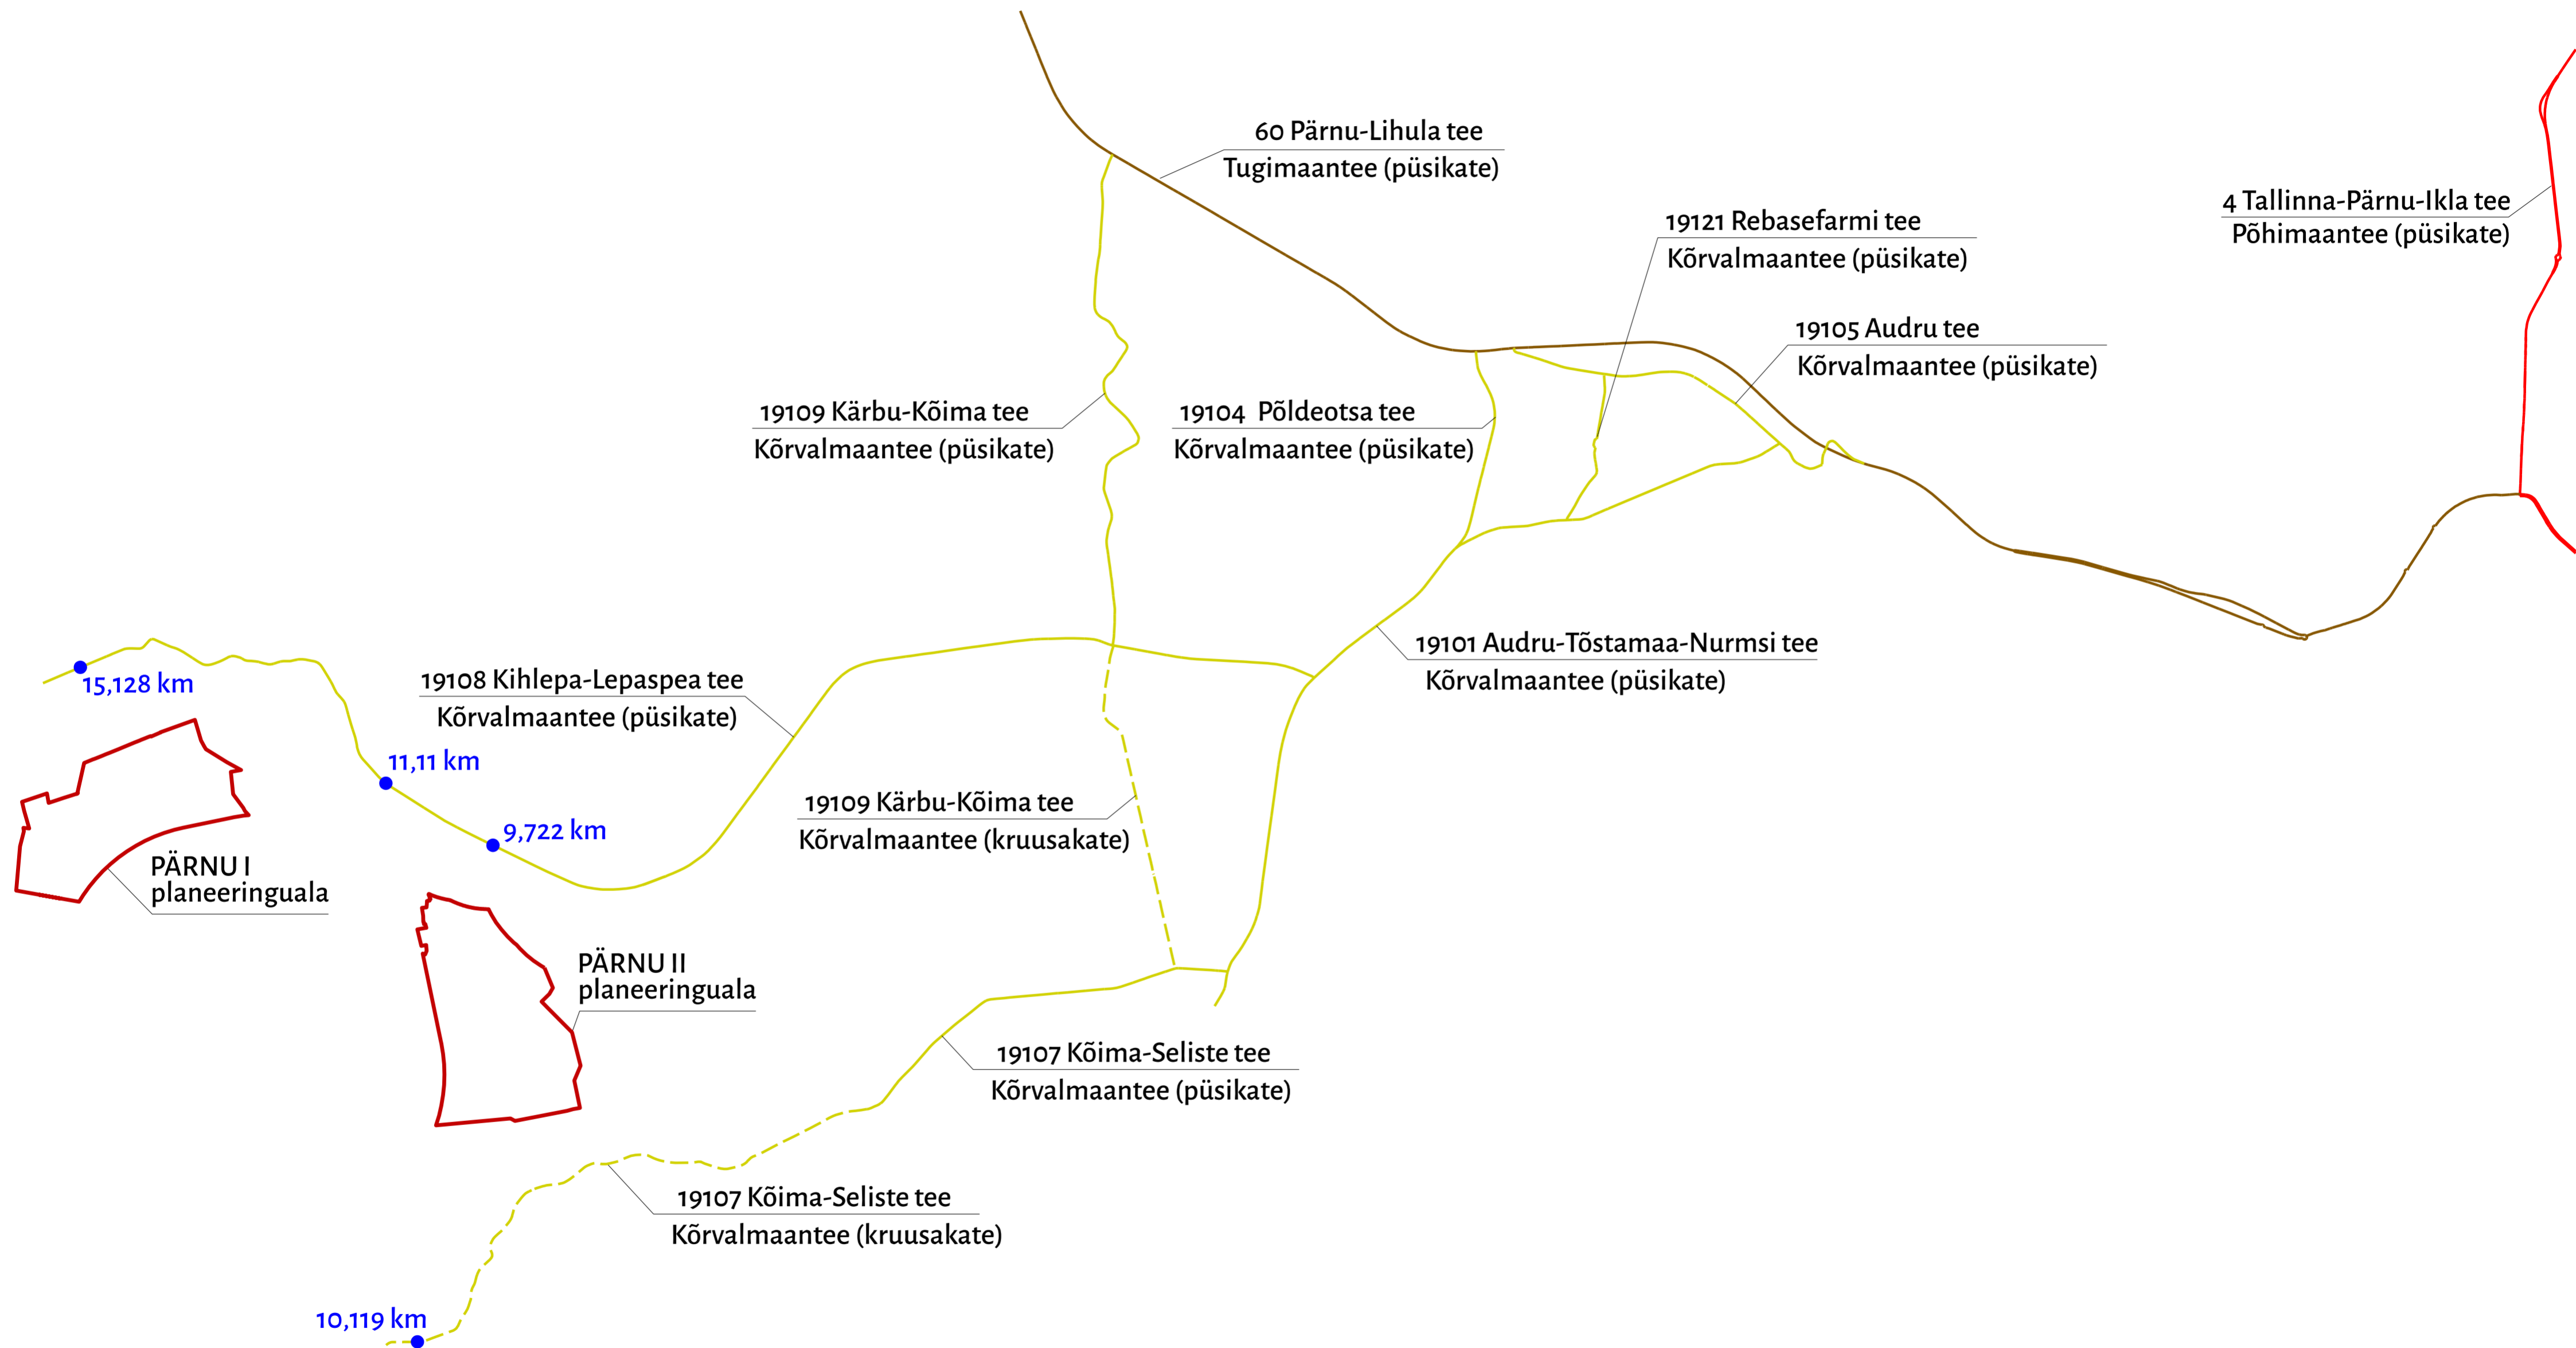 60 Pärnu-Lihula tee
Tugimaantee (püsikate)
4 Tallinna-Pärnu-Ikla tee
Põhimaantee (püsikate)
19121 Rebasefarmi tee
Kõrvalmaantee (püsikate)
19105 Audru tee
Kõrvalmaantee (püsikate)
19109 Kärbu-Kõima tee
Kõrvalmaantee (püsikate)
19104 Põldeotsa tee
Kõrvalmaantee (püsikate)
19101 Audru-Tõstamaa-Nurmsi tee
Kõrvalmaantee (püsikate)
15,128 km
19108 Kihlepa-Lepaspea tee
Kõrvalmaantee (püsikate)
11,11 km
9,722 km
19109 Kärbu-Kõima tee
Kõrvalmaantee (kruusakate)
PÄRNU I
planeeringuala
PÄRNU II
planeeringuala
19107 Kõima-Seliste tee
Kõrvalmaantee (püsikate)
19107 Kõima-Seliste tee
Kõrvalmaantee (kruusakate)
10,119 km